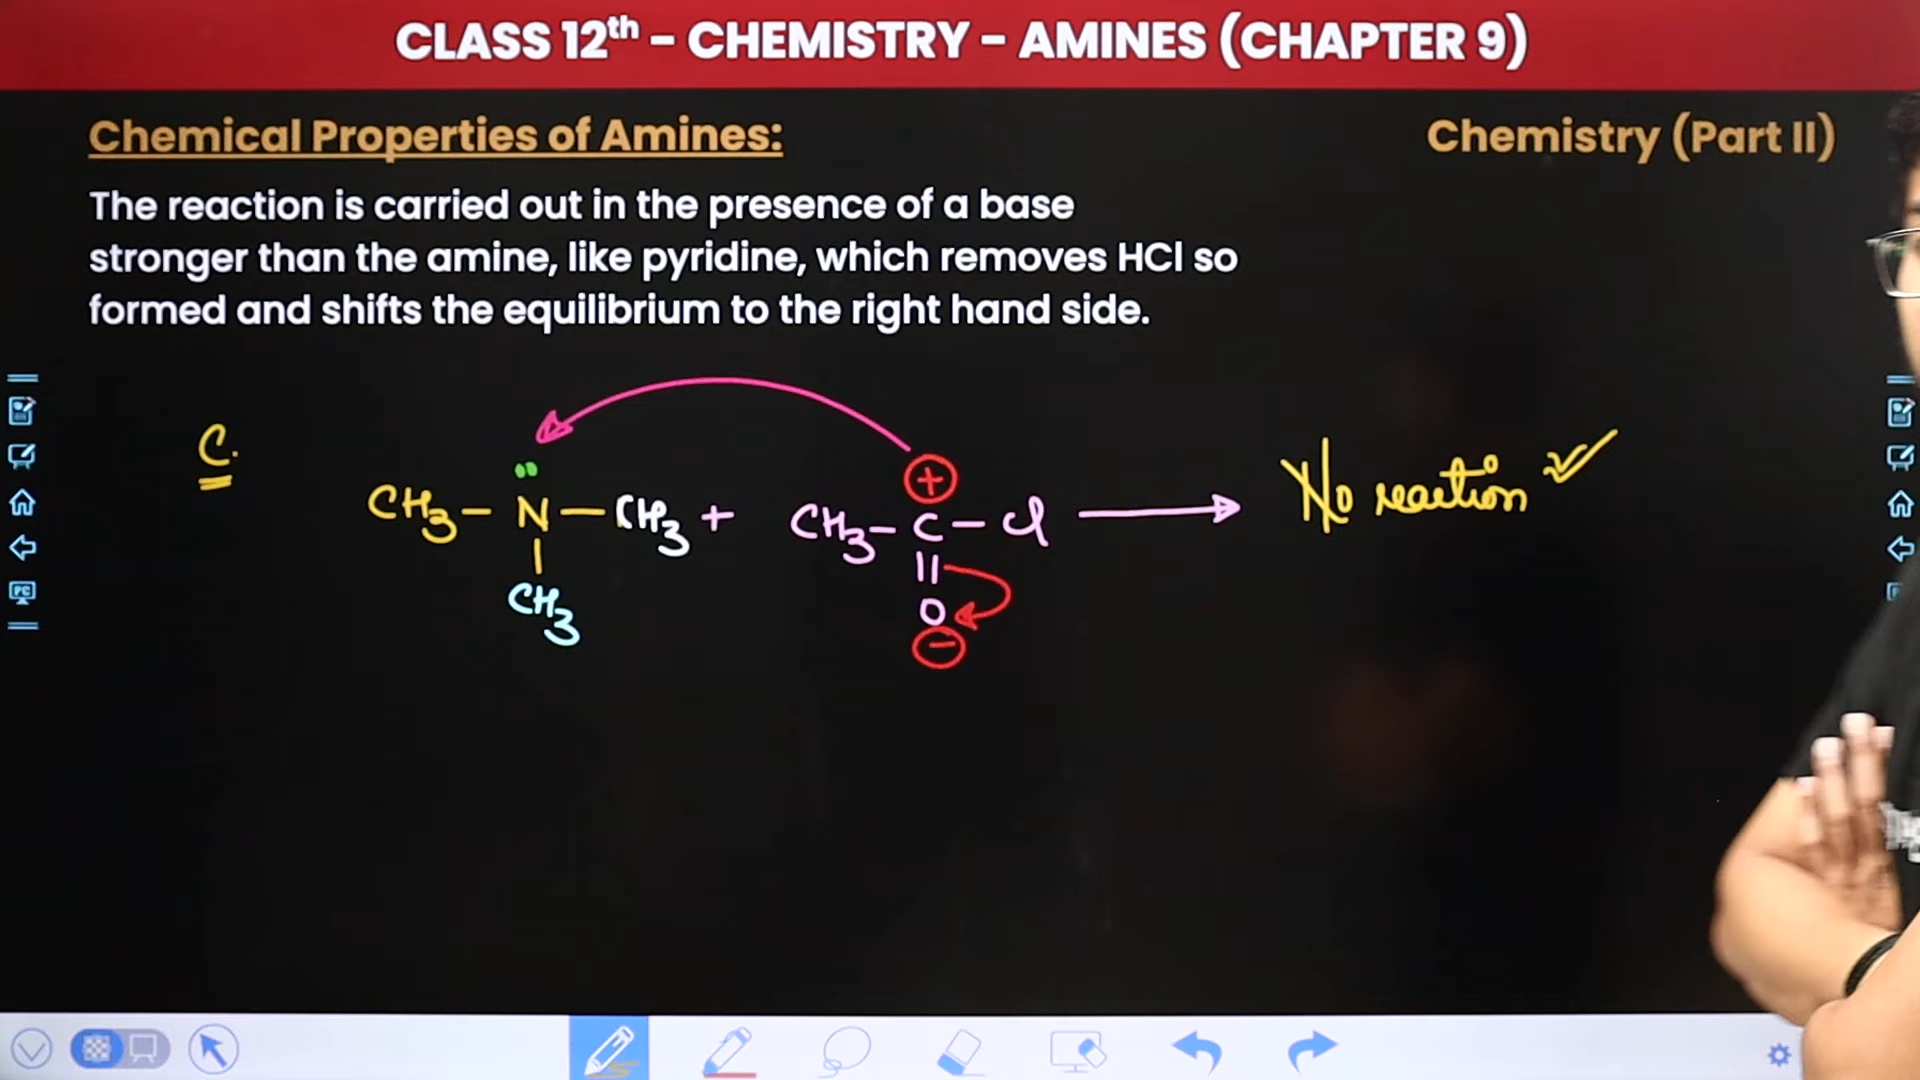 CLASS 12th - CHEMISTRY - AMINES (CHAPTER 9)
Chemical Properties of Amines:
Chemistry (Part II)
The reaction is carried out in the presence of a base
stronger than the amine, like pyridine, which removes HCl so
formed and shifts the equilibrium to the right hand side.
C.
CH3 - N - CH3 + CH3 - C - Cl → No reaction ✓
CH3
O
PC